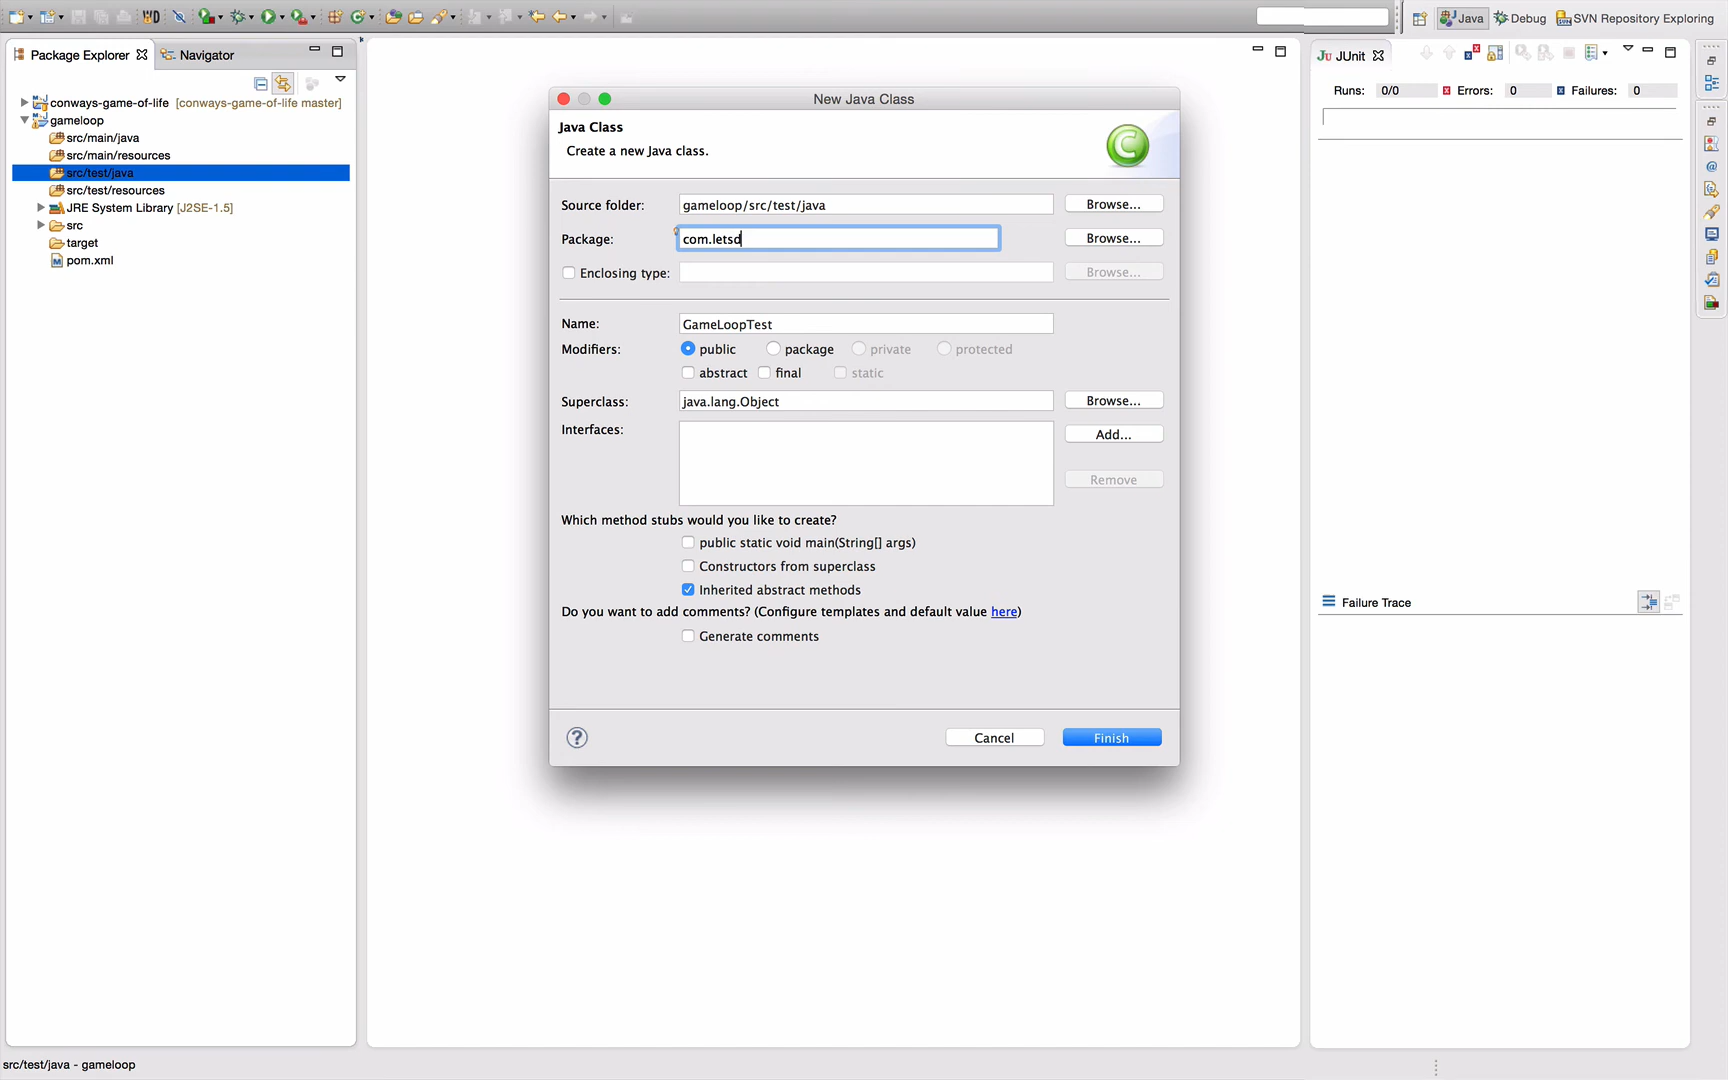 Java
Debug
SVN Repository Exploring
Package Explorer
Navigator
JUnit
conways-game-of-life [conways-game-of-life master]
gameloop
src/main/java
src/main/resources
src/test/java
src/test/resources
JRE System Library [J2SE-1.5]
src
target
pom.xml
New Java Class
Java Class
Create a new Java class.
Source folder: gameloop/src/test/java Browse...
Package: com.letsd Browse...
Enclosing type: Browse...
Name: GameLoopTest
Modifiers: public package private protected
abstract final static
Superclass: java.lang.Object Browse...
Interfaces: Add...
Remove
Which method stubs would you like to create?
public static void main(String[] args)
Constructors from superclass
Inherited abstract methods
Do you want to add comments? (Configure templates and default value here)
Generate comments
? Cancel Finish
Runs: 0/0 Errors: 0 Failures: 0
Failure Trace
src/test/java - gameloop